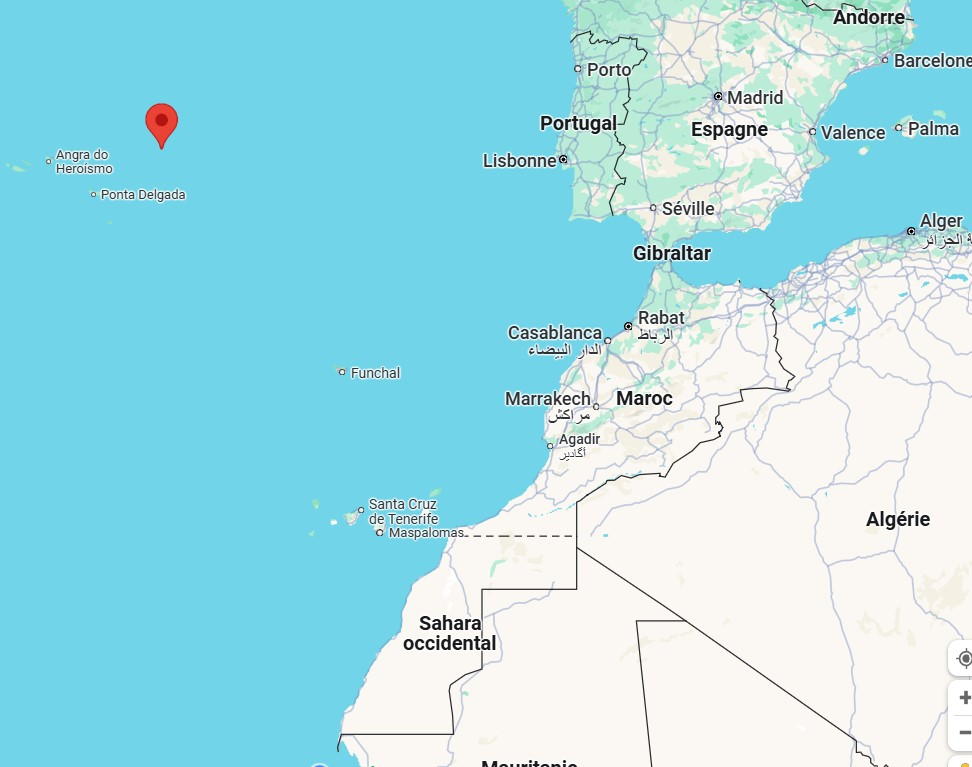 Andorre
Barcelone
Porto
Madrid
Portugal
Espagne
Valence
Palma
Lisbonne
Angra do
Heroísmo
Ponta Delgada
Séville
Alger
الجزائر
Gibraltar
Rabat
الرباط
Casablanca
الدار البيضاء
Funchal
Marrakech
مراكش
Maroc
Agadir
أكادير
Santa Cruz
de Tenerife
Maspalomas
Algérie
Sahara
occidental